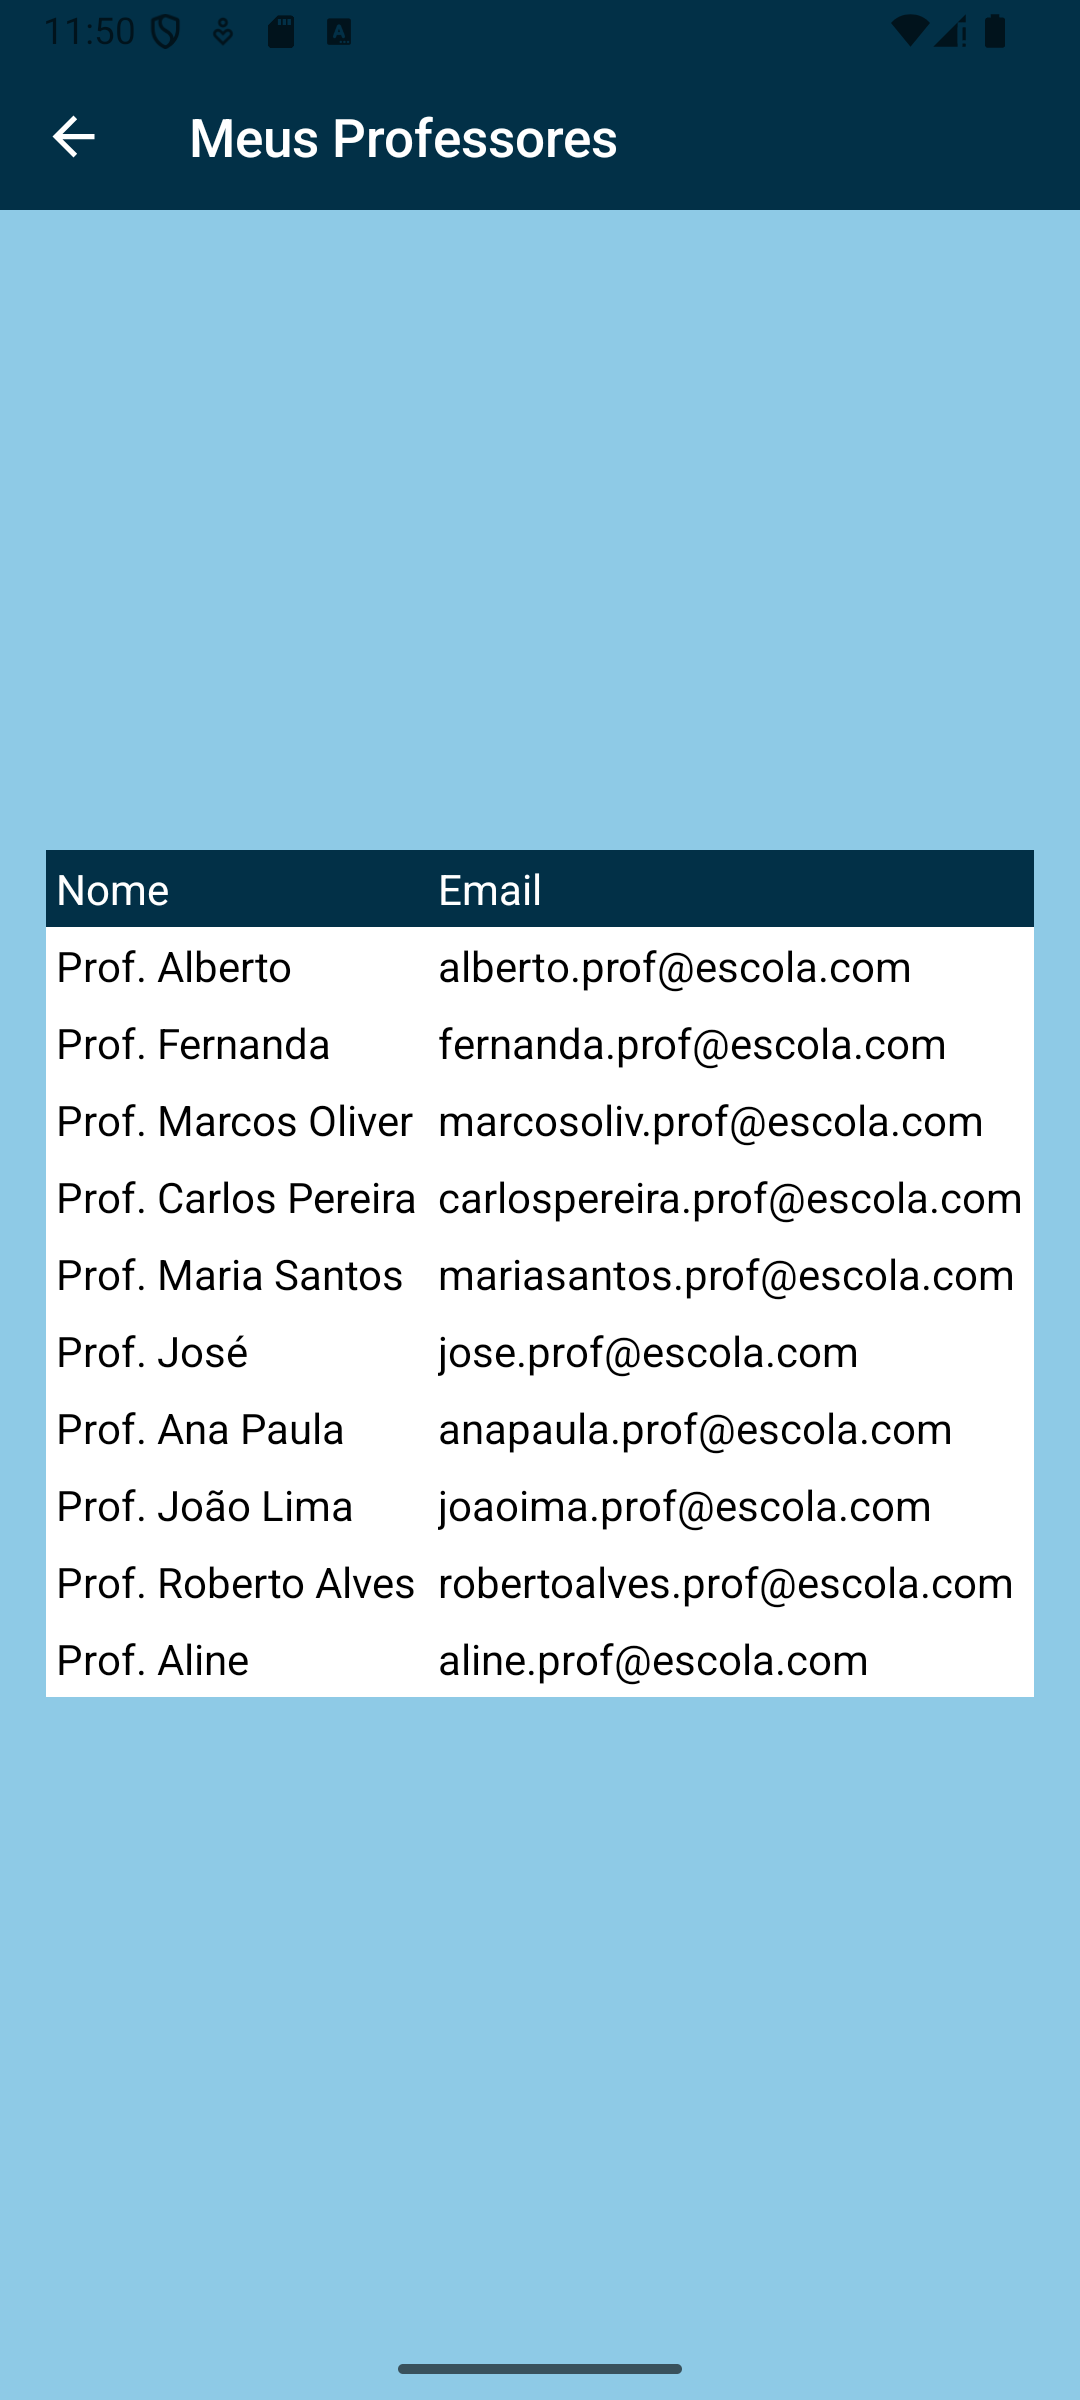 11:50
Meus Professores
Nome Email
Prof. Alberto alberto.prof@escola.com
Prof. Fernanda fernanda.prof@escola.com
Prof. Marcos Oliver marcosoliv.prof@escola.com
Prof. Carlos Pereira carlospereira.prof@escola.com
Prof. Maria Santos mariasantos.prof@escola.com
Prof. José jose.prof@escola.com
Prof. Ana Paula anapaula.prof@escola.com
Prof. João Lima joaoima.prof@escola.com
Prof. Roberto Alves robertoalves.prof@escola.com
Prof. Aline aline.prof@escola.com